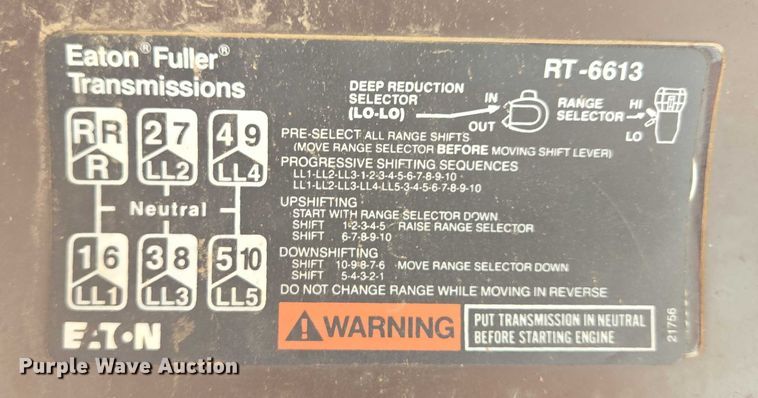 Eaton® Fuller®
Transmissions
RT-6613
DEEP REDUCTION
SELECTOR
(LO-LO)
IN
OUT
RANGE
SELECTOR
HI
LO
R R R
2 7 LL2
4 9 LL4
Neutral
1 6 LL1
3 8 LL3
5 10 LL5
PRE-SELECT ALL RANGE SHIFTS
(MOVE RANGE SELECTOR BEFORE MOVING SHIFT LEVER)
PROGRESSIVE SHIFTING SEQUENCES
LL1-LL2-LL3-1-2-3-4-5-6-7-8-9-10
LL1-LL2-LL3-LL4-LL5-3-4-5-6-7-8-9-10
UPSHIFTING
START WITH RANGE SELECTOR DOWN
SHIFT 1-2-3-4-5 RAISE RANGE SELECTOR
SHIFT 6-7-8-9-10
DOWNSHIFTING
SHIFT 10-9-8-7-6 MOVE RANGE SELECTOR DOWN
SHIFT 5-4-3-2-1
DO NOT CHANGE RANGE WHILE MOVING IN REVERSE
EATON
WARNING
PUT TRANSMISSION IN NEUTRAL
BEFORE STARTING ENGINE
21756
Purple Wave Auction